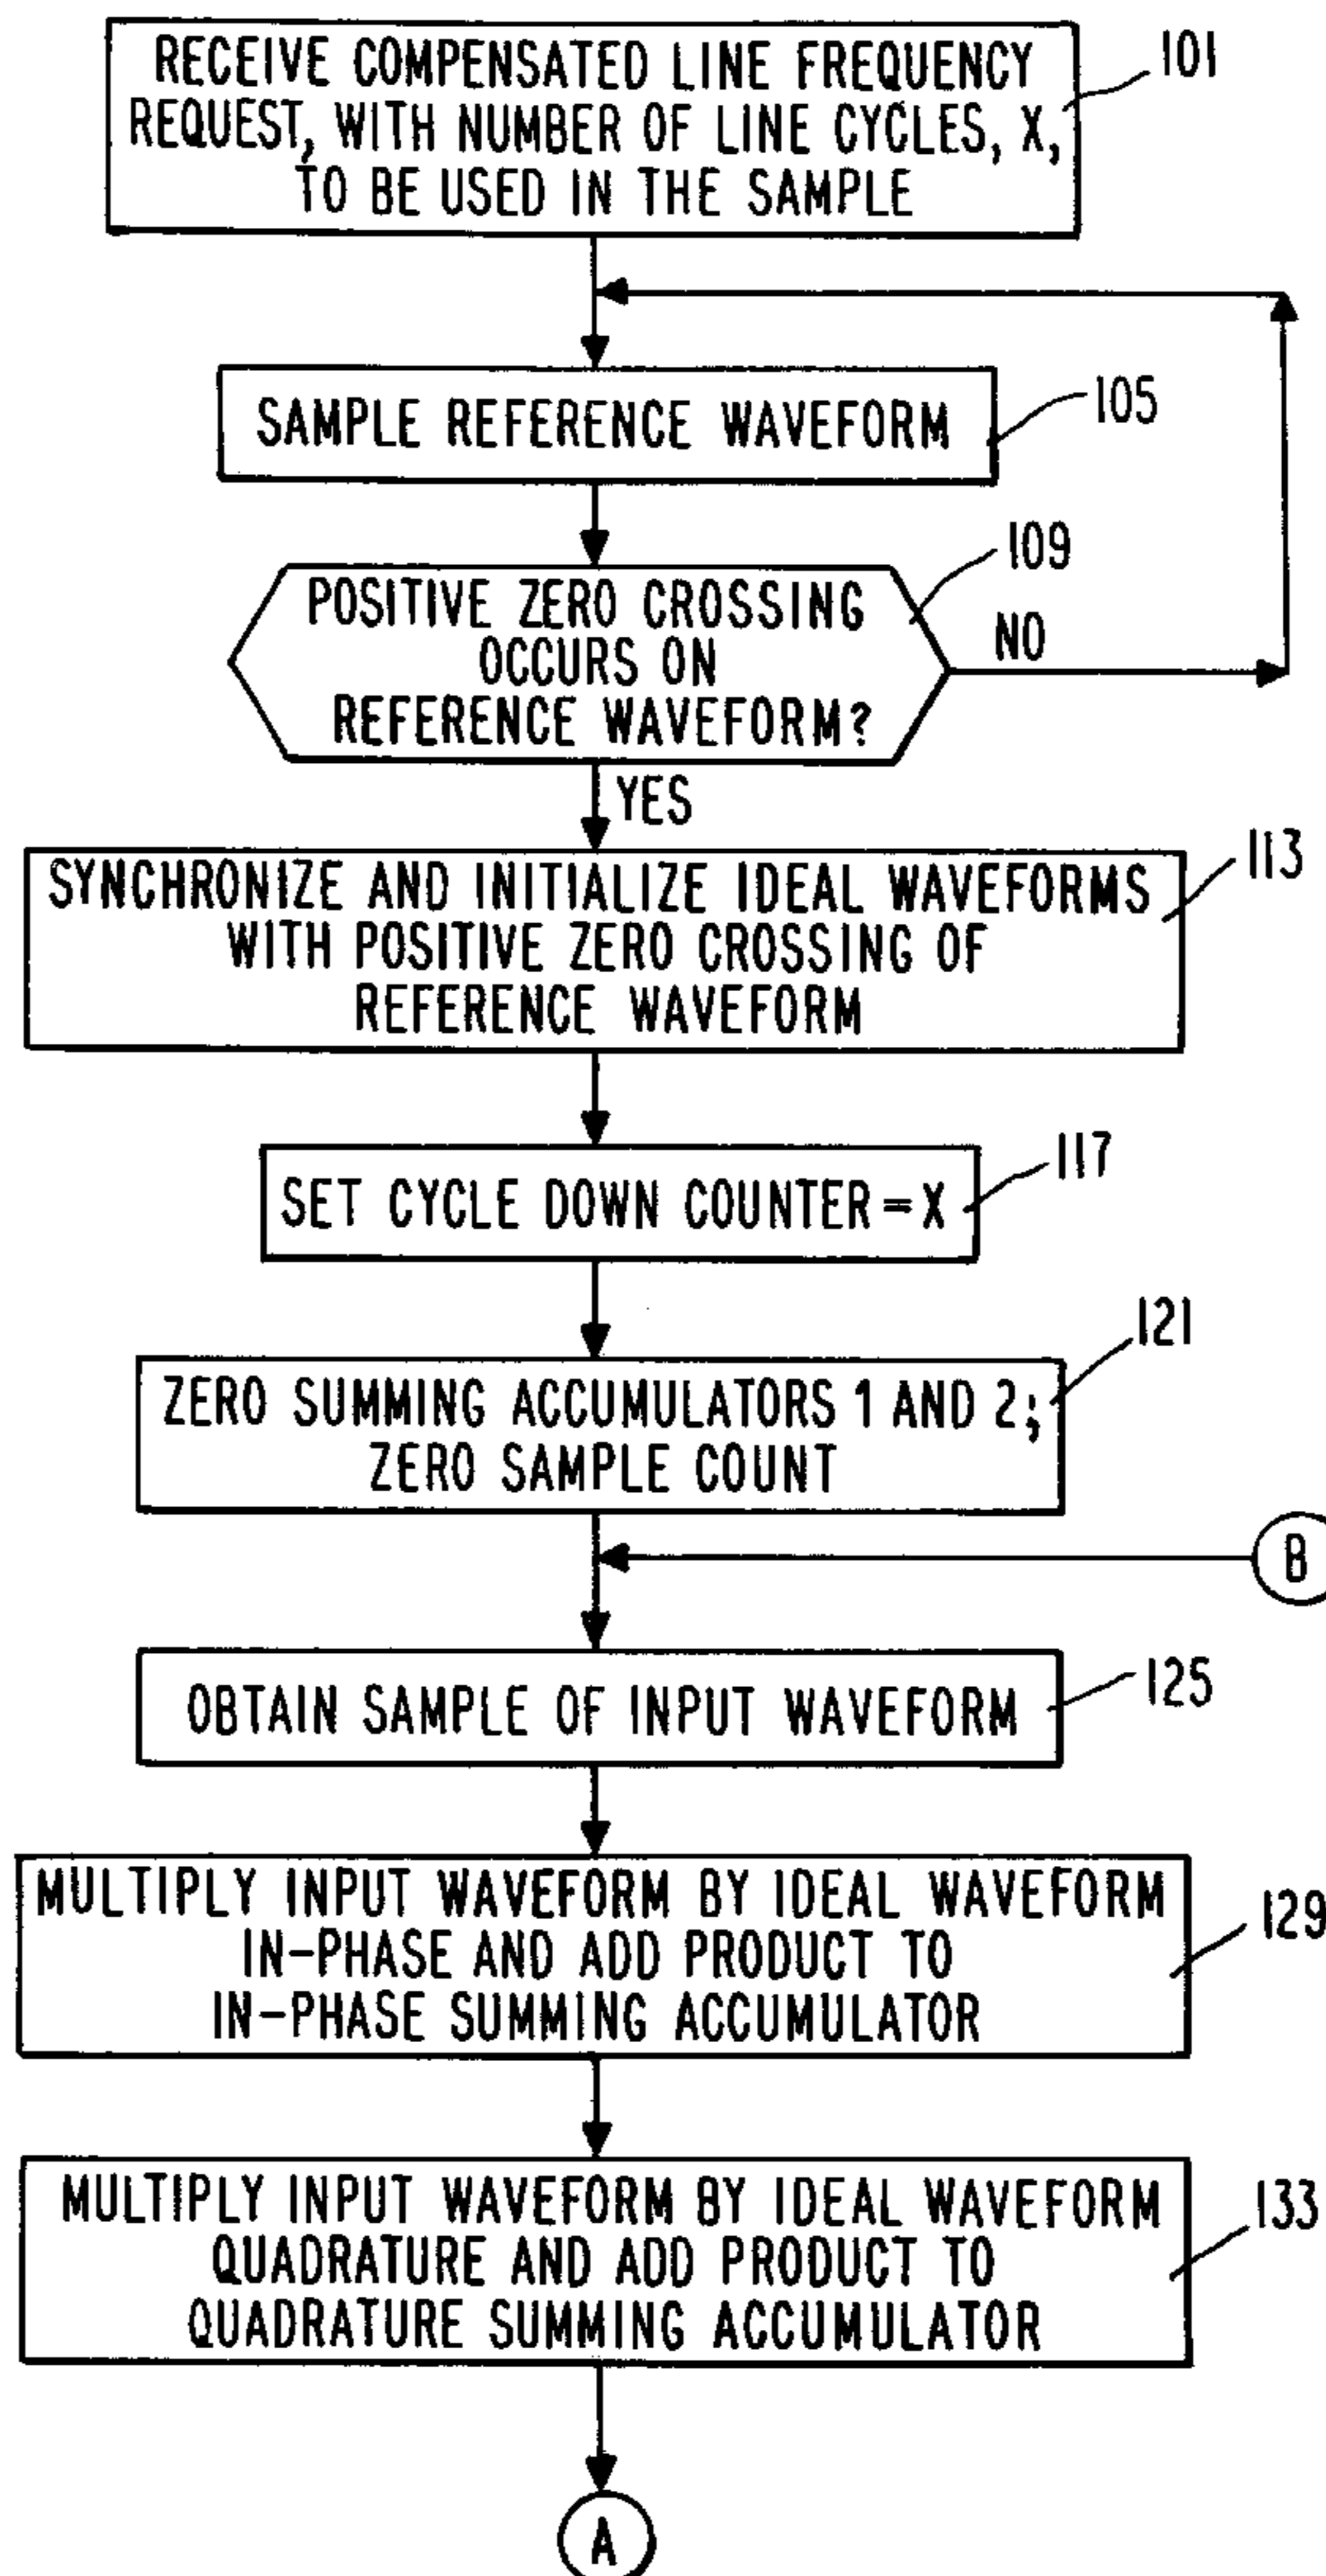 RECEIVE COMPENSATED LINE FREQUENCY
REQUEST, WITH NUMBER OF LINE CYCLES, X,
TO BE USED IN THE SAMPLE
101
SAMPLE REFERENCE WAVEFORM
105
POSITIVE ZERO CROSSING
OCCURS ON
REFERENCE WAVEFORM?
109
NO
YES
SYNCHRONIZE AND INITIALIZE IDEAL WAVEFORMS
WITH POSITIVE ZERO CROSSING OF
REFERENCE WAVEFORM
113
SET CYCLE DOWN COUNTER = X
117
ZERO SUMMING ACCUMULATORS 1 AND 2;
ZERO SAMPLE COUNT
121
B
OBTAIN SAMPLE OF INPUT WAVEFORM
125
MULTIPLY INPUT WAVEFORM BY IDEAL WAVEFORM
IN-PHASE AND ADD PRODUCT TO
IN-PHASE SUMMING ACCUMULATOR
129
MULTIPLY INPUT WAVEFORM BY IDEAL WAVEFORM
QUADRATURE AND ADD PRODUCT TO
QUADRATURE SUMMING ACCUMULATOR
133
A